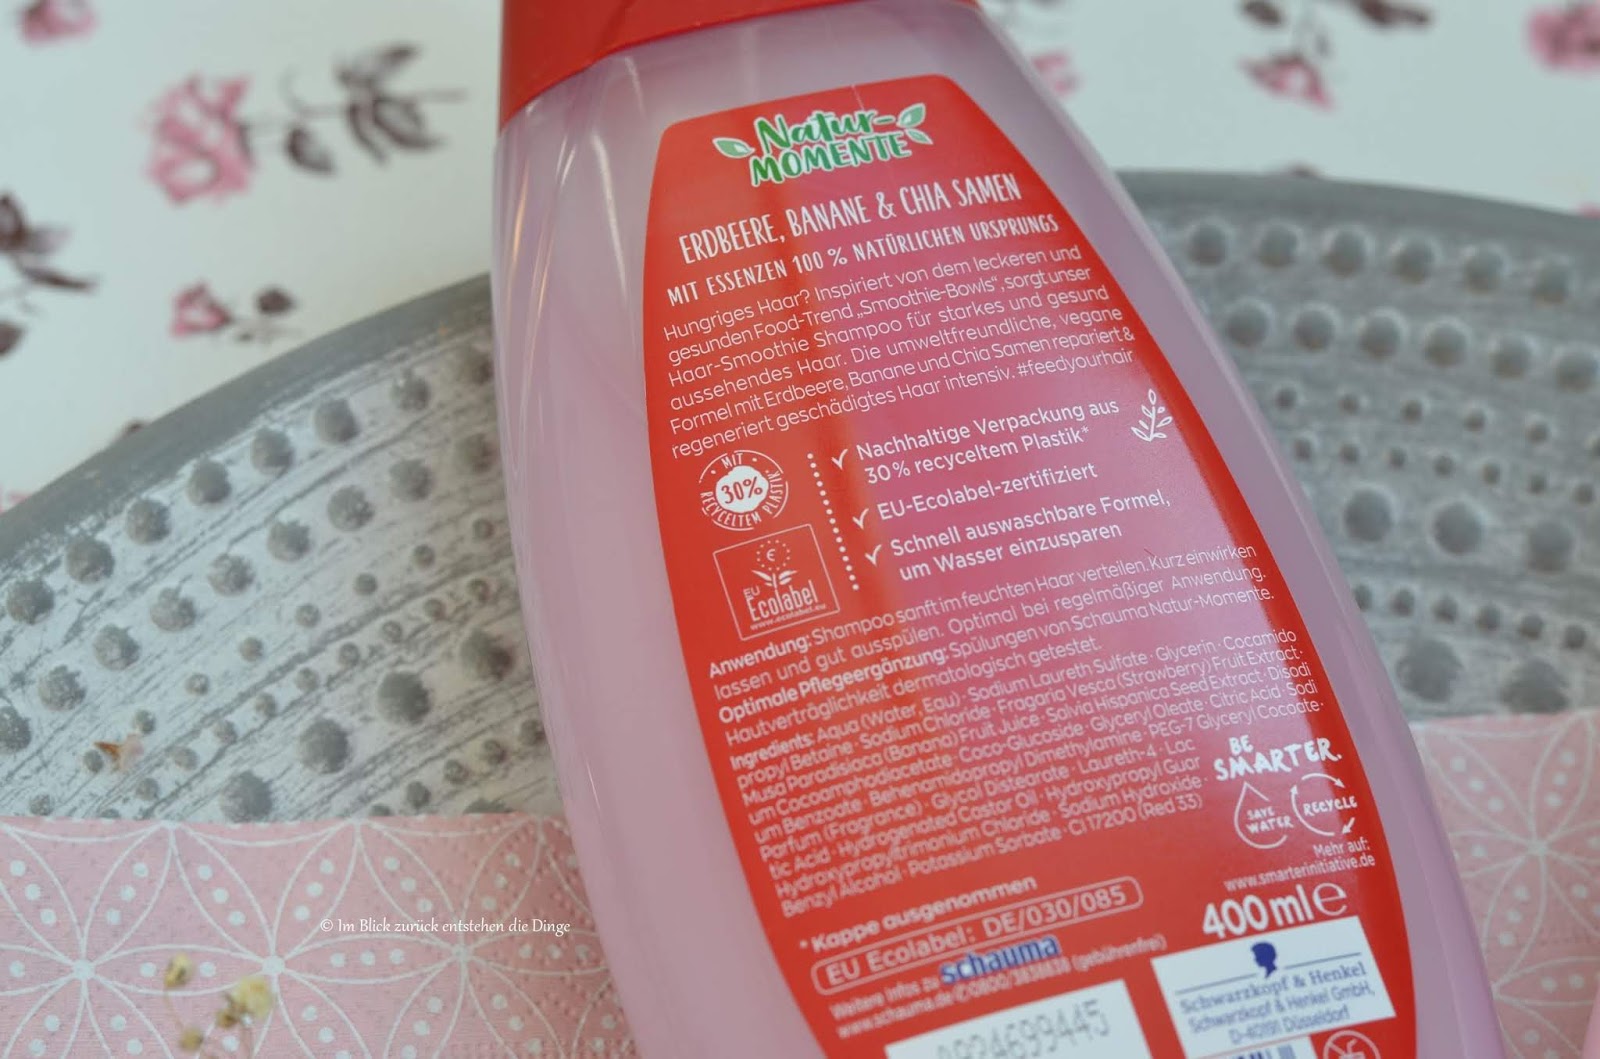 Natur-
MOMENTE
ERDBEERE, BANANE & CHIA SAMEN
MIT ESSENZEN 100 % NATÜRLICHEN URSPRUNGS
Hungriges Haar? Inspiriert von dem leckeren und
gesunden Food-Trend „Smoothie-Bowls“, sorgt unser
Haar-Smoothie Shampoo für starkes und gesund
aussehendes Haar. Die umweltfreundliche, vegane
Formel mit Erdbeere, Banane und Chia Samen repariert &
regeneriert geschädigtes Haar intensiv. #feedyourhair
MIT
30%
RECYCELTEM PLASTIK*
✓ Nachhaltige Verpackung aus
30% recyceltem Plastik*
✓ EU-Ecolabel-zertifiziert
✓ Schnell auswaschbare Formel,
um Wasser einzusparen
€
EU
Ecolabel
www.ecolabel.eu
Anwendung: Shampoo sanft im feuchten Haar verteilen. Kurz einwirken
lassen und gut ausspülen. Optimal bei regelmäßiger Anwendung.
Optimale Pflegeergänzung: Spülungen von Schauma Natur-Momente.
Hautverträglichkeit dermatologisch getestet.
Ingredients: Aqua (Water, Eau) · Sodium Laureth Sulfate · Glycerin · Cocamido
propyl Betaine · Sodium Chloride · Fragaria Vesca (Strawberry) Fruit Extract ·
Musa Paradisiaca (Banana) Fruit Juice · Salvia Hispanica Seed Extract · Disodi
um Cocoamphodiacetate · Coco-Glucoside · Glyceryl Oleate · Citric Acid · Sodi
um Benzoate · Behenamidopropyl Dimethylamine · PEG-7 Glyceryl Cocoate ·
Parfum (Fragrance) · Glycol Distearate · Laureth-4 · Lac
tic Acid · Hydrogenated Castor Oil · Hydroxypropyl Guar
Hydroxypropyltrimonium Chloride · Sodium Hydroxide ·
Benzyl Alcohol · Potassium Sorbate · CI 17200 (Red 33)
BE
SMARTER.
SAVE
WATER
RECYCLE
Mehr auf:
www.smarterinitiative.de
* Kappe ausgenommen
400 ml e
EU Ecolabel: DE/030/085
Weitere Infos zu schauma
www.schauma.de ✆ 0800/3838838 (gebührenfrei)
Schwarzkopf & Henkel
Schwarzkopf & Henkel GmbH,
D-40191 Düsseldorf
© Im Blick zurück entstehen die Dinge